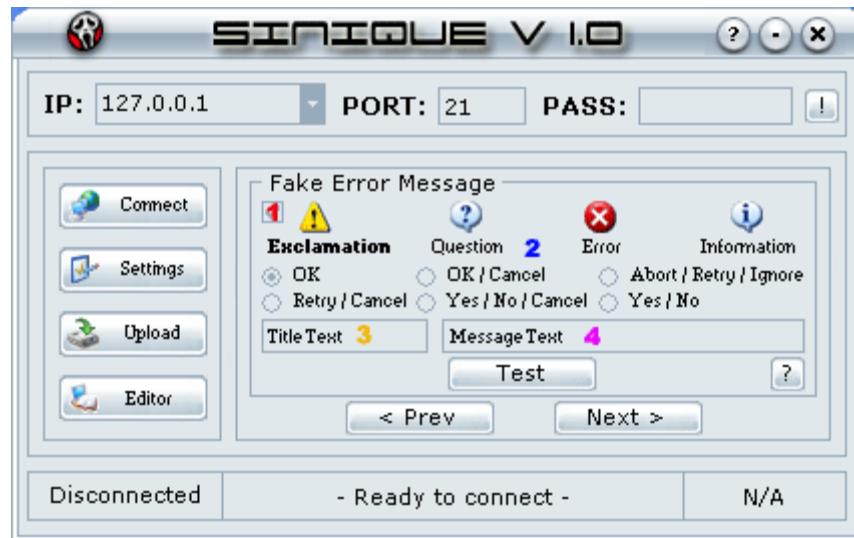 SINIQUE V 1.0 ? - x
IP: 127.0.0.1 PORT: 21 PASS: !
Connect
Settings
Upload
Editor
Fake Error Message
1
Exclamation Question 2 Error Information
OK OK / Cancel Abort / Retry / Ignore
Retry / Cancel Yes / No / Cancel Yes / No
Title Text 3 Message Text 4
Test ?
< Prev Next >
Disconnected - Ready to connect - N/A